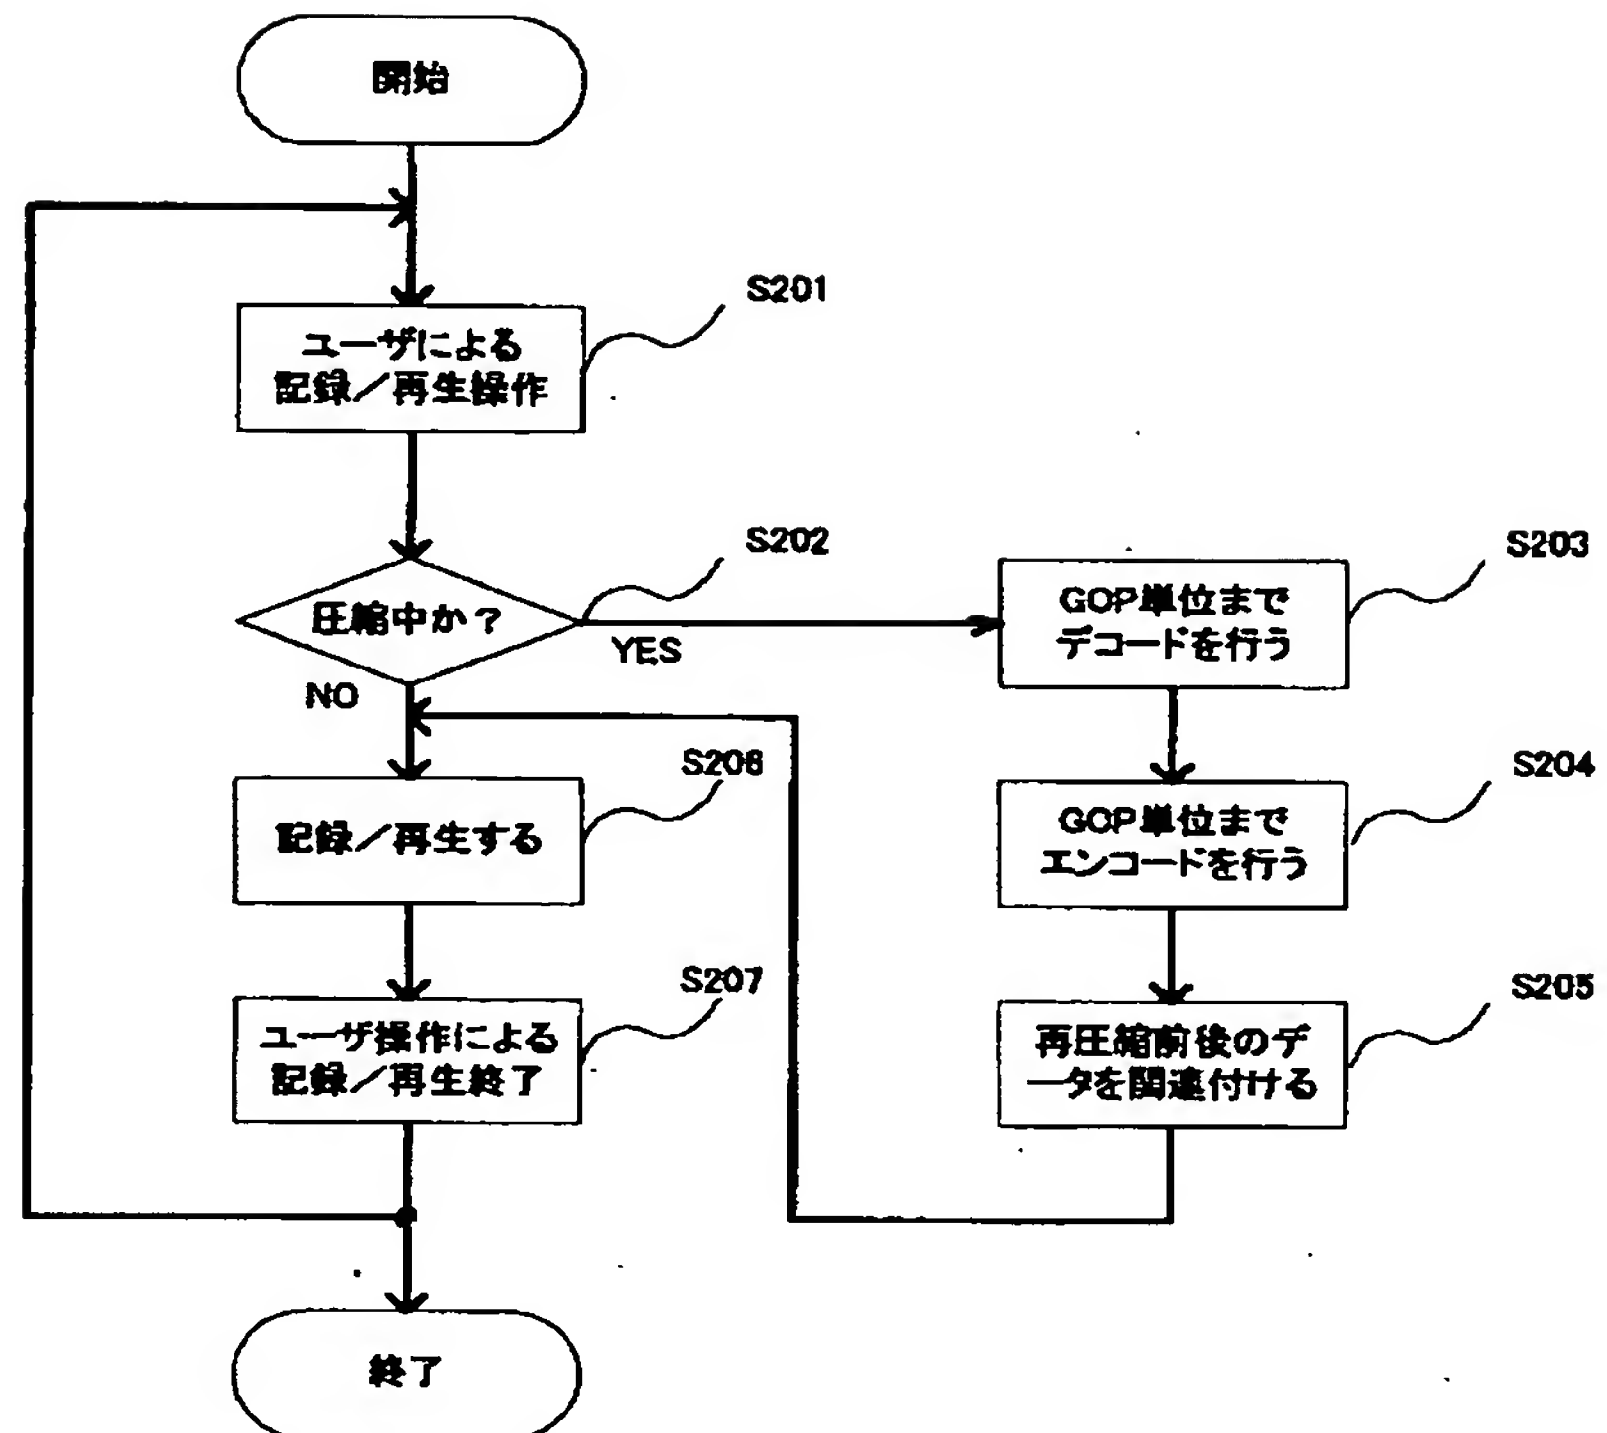 開始
S201
ユーザによる
記録／再生操作
S202
圧縮中か？
YES
NO
S203
GOP単位まで
デコードを行う
S204
GOP単位まで
エンコードを行う
S205
再圧縮前後のデ
ータを関連付ける
S206
記録／再生する
S207
ユーザ操作による
記録／再生終了
終了